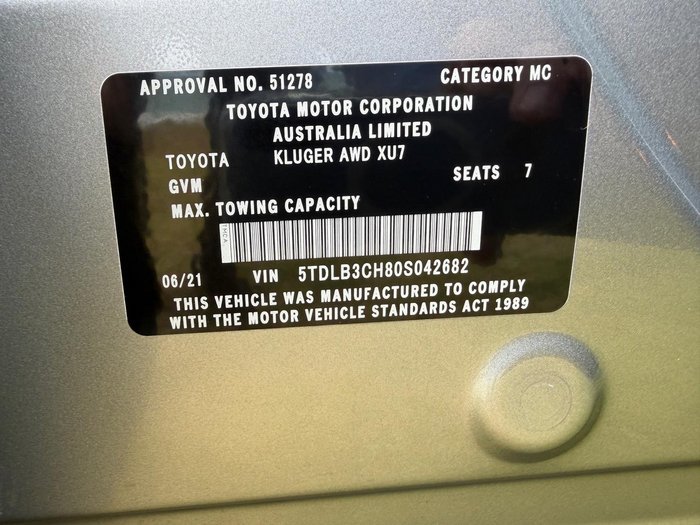 APPROVAL NO. 51278 CATEGORY MC
TOYOTA MOTOR CORPORATION
AUSTRALIA LIMITED
TOYOTA KLUGER AWD XU7
GVM SEATS 7
MAX. TOWING CAPACITY
TMCA
06/21 VIN 5TDLB3CH80S042682
THIS VEHICLE WAS MANUFACTURED TO COMPLY
WITH THE MOTOR VEHICLE STANDARDS ACT 1989